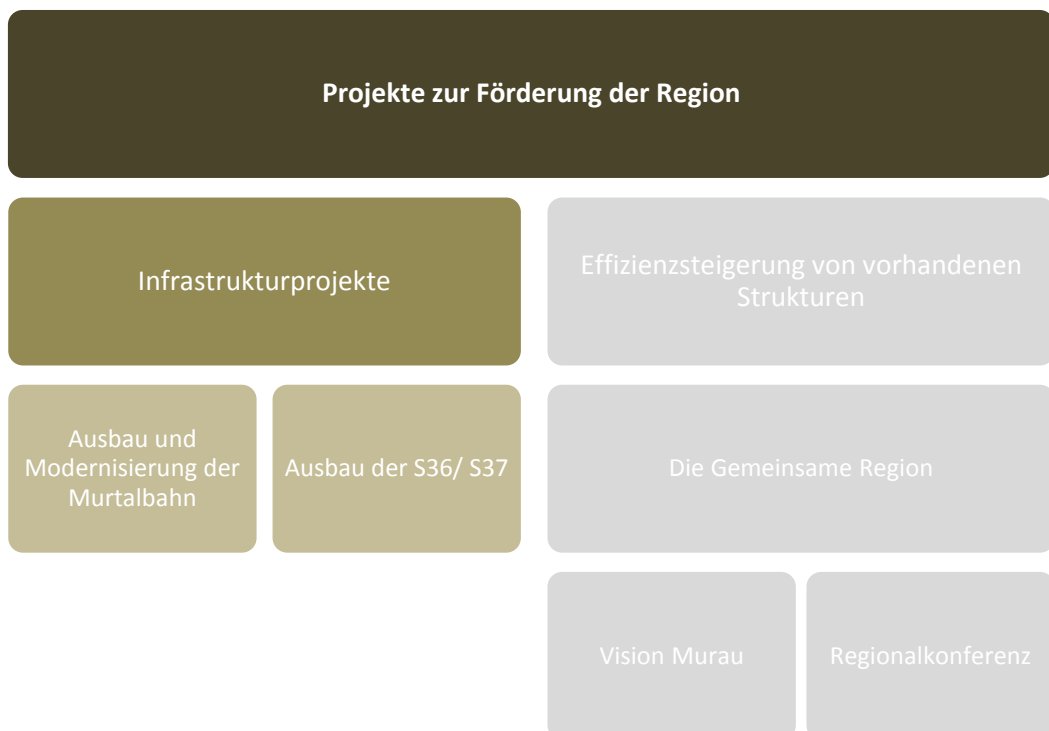 Projekte zur Förderung der Region
Infrastrukturprojekte
Effizienzsteigerung von vorhandenen
Strukturen
Ausbau und
Modernisierung der
Murtalbahn
Ausbau der S36/ S37
Die Gemeinsame Region
Vision Murau
Regionalkonferenz